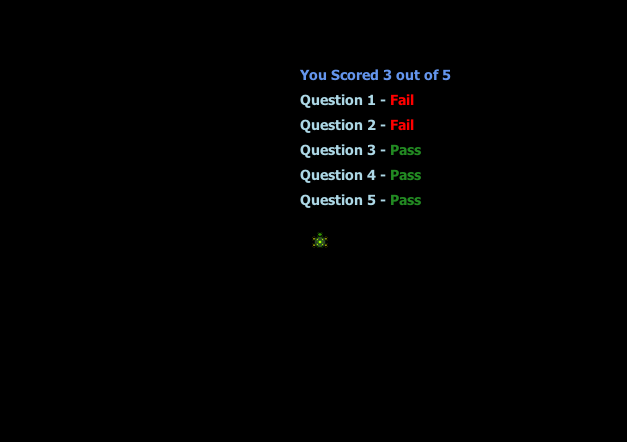 You Scored 3 out of 5
Question 1 - Fail
Question 2 - Fail
Question 3 - Pass
Question 4 - Pass
Question 5 - Pass